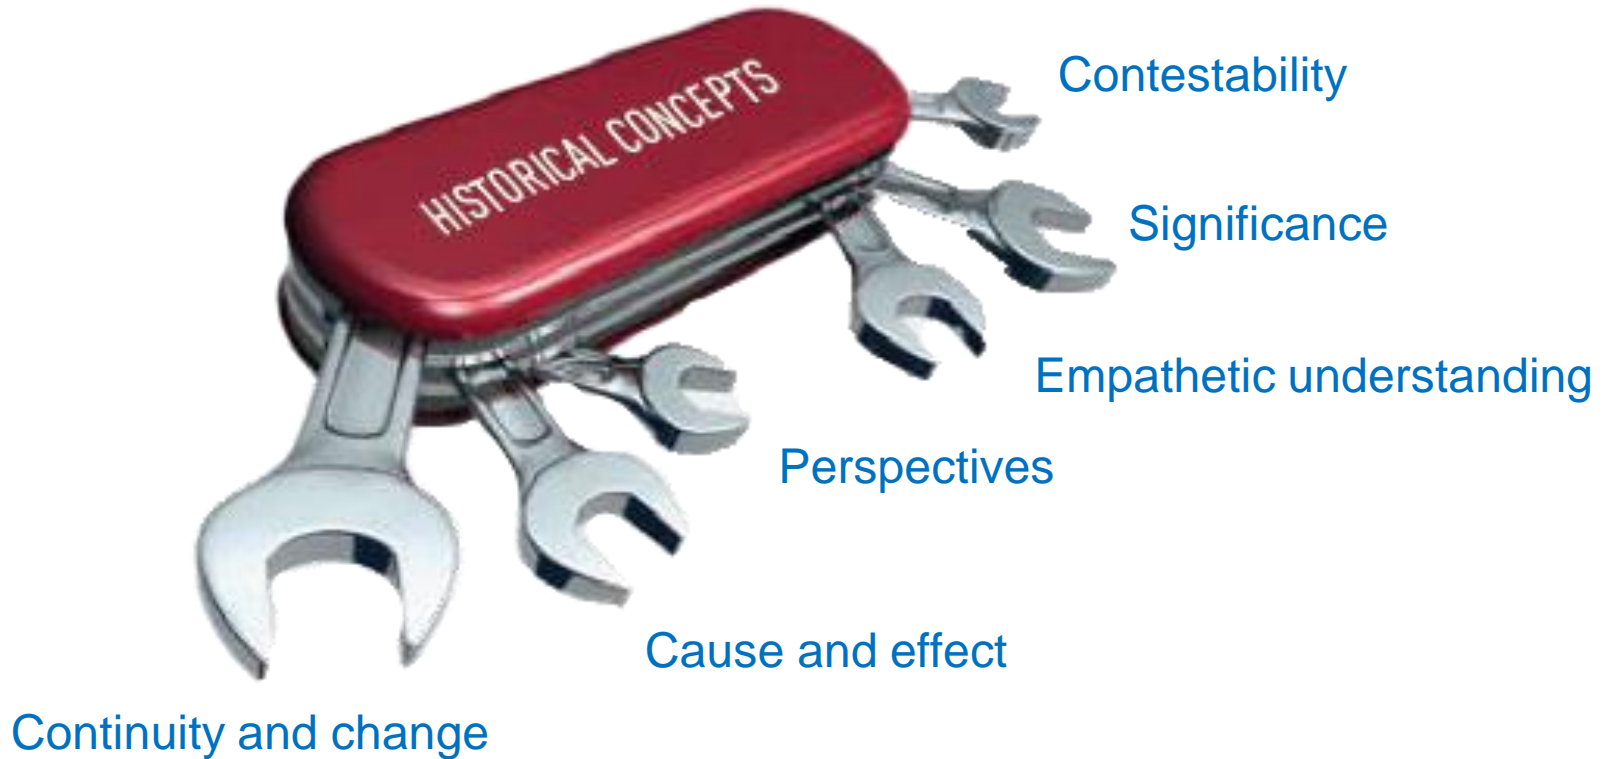 HISTORICAL CONCEPTS
Contestability
Significance
Empathetic understanding
Perspectives
Cause and effect
Continuity and change